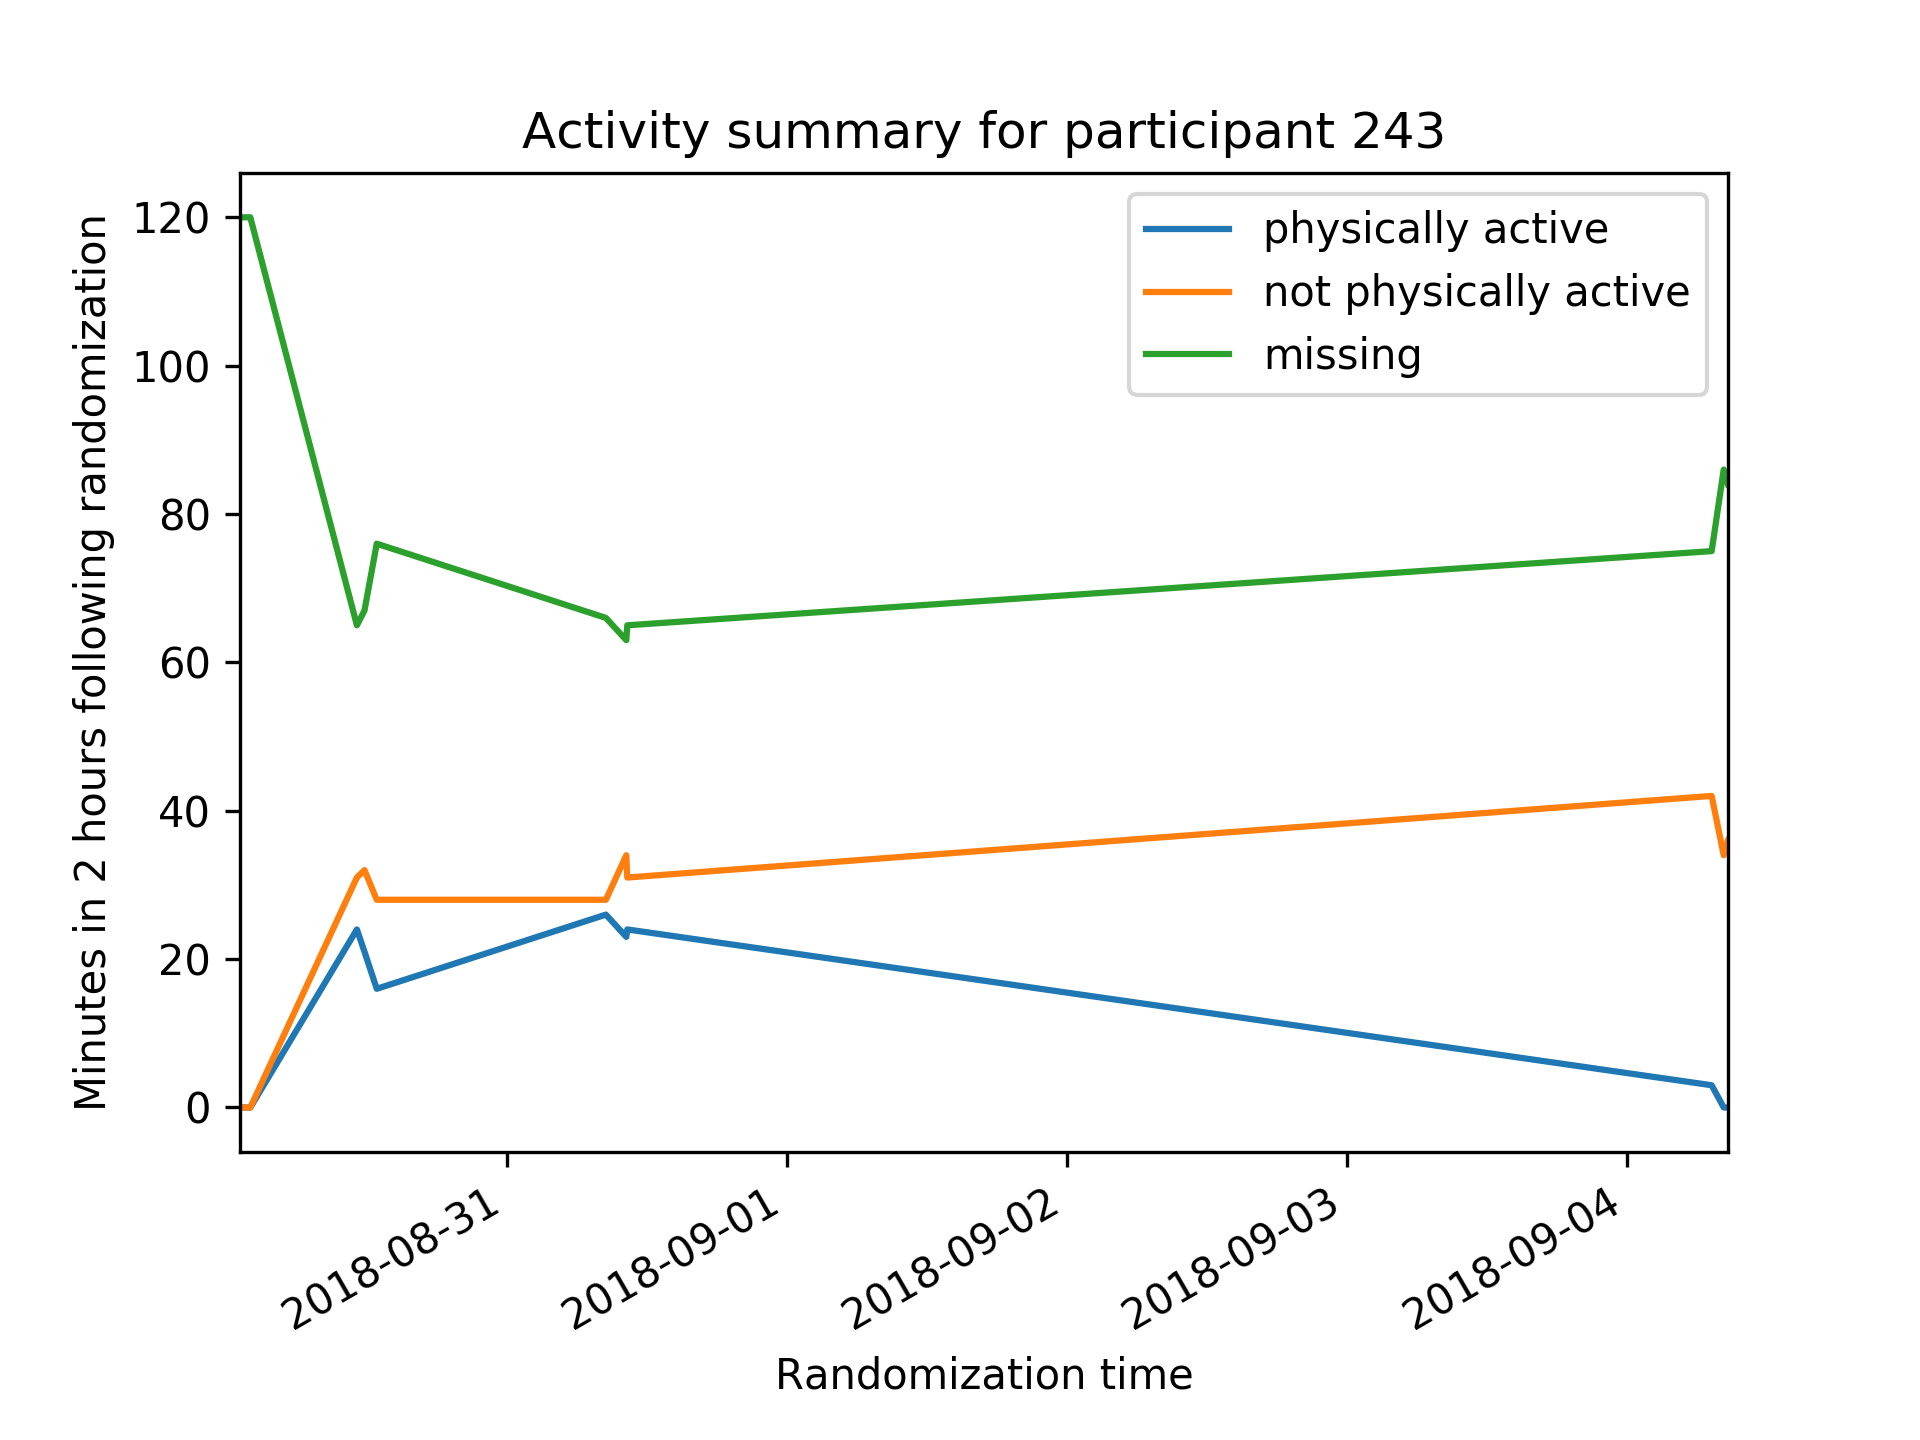 Activity summary for participant 243
physically active
not physically active
missing
Minutes in 2 hours following randomization
120
100
80
60
40
20
0
2018-08-31
2018-09-01
2018-09-02
2018-09-03
2018-09-04
Randomization time